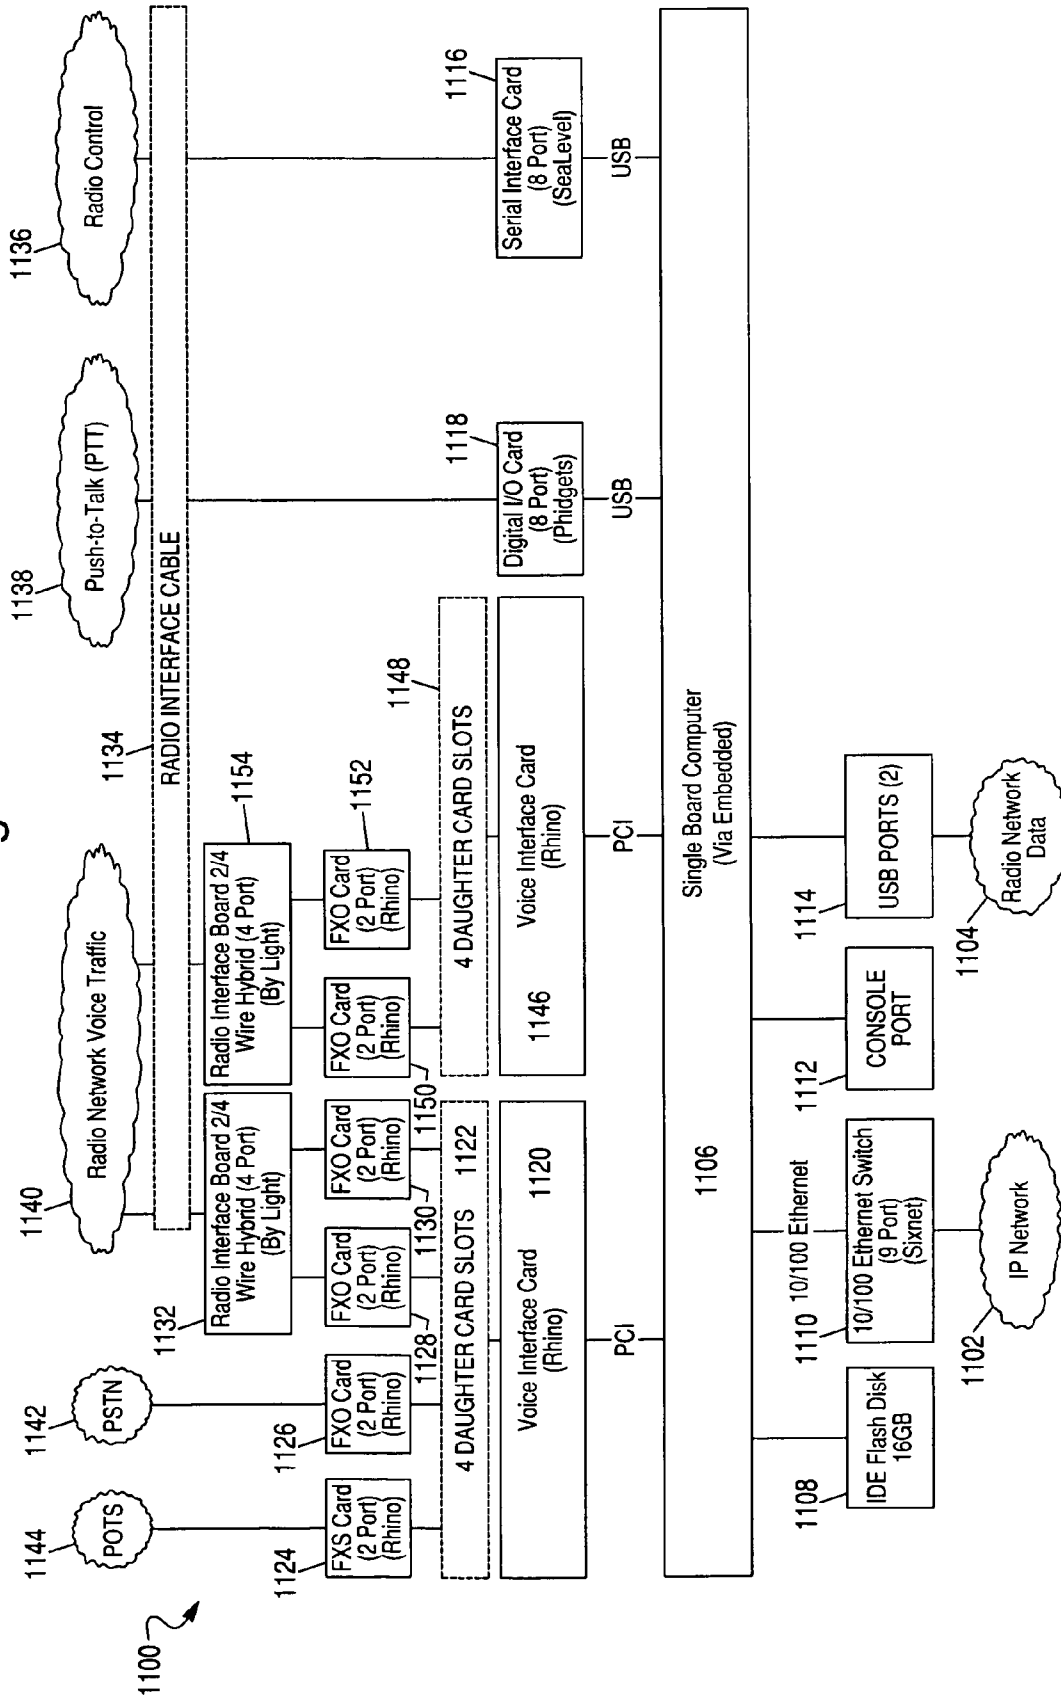 1100
1144
POTS
1142
PSTN
1140
Radio Network Voice Traffic
1138
Push-to-Talk (PTT)
1136
Radio Control
1134
RADIO INTERFACE CABLE
1132
Radio Interface Board 2/4
Wire Hybrid (4 Port)
(By Light)
Radio Interface Board 2/4
Wire Hybrid (4 Port)
(By Light)
1154
1124
FXS Card
(2 Port)
(Rhino)
1126
FXO Card
(2 Port)
(Rhino)
1128
FXO Card
(2 Port)
(Rhino)
1130
FXO Card
(2 Port)
(Rhino)
1150
FXO Card
(2 Port)
(Rhino)
FXO Card
(2 Port)
(Rhino)
1152
4 DAUGHTER CARD SLOTS
1122
4 DAUGHTER CARD SLOTS
1148
Voice Interface Card
(Rhino)
1120
1146
Voice Interface Card
(Rhino)
Digital I/O Card
(8 Port)
(Phidgets)
1118
Serial Interface Card
(8 Port)
(SeaLevel)
1116
PCI
PCI
USB
USB
1106
Single Board Computer
(Via Embedded)
10/100 Ethernet
1108
IDE Flash Disk
16GB
1110
10/100 Ethernet Switch
(9 Port)
(Sixnet)
1112
CONSOLE
PORT
1114
USB PORTS (2)
1102
IP Network
1104
Radio Network
Data